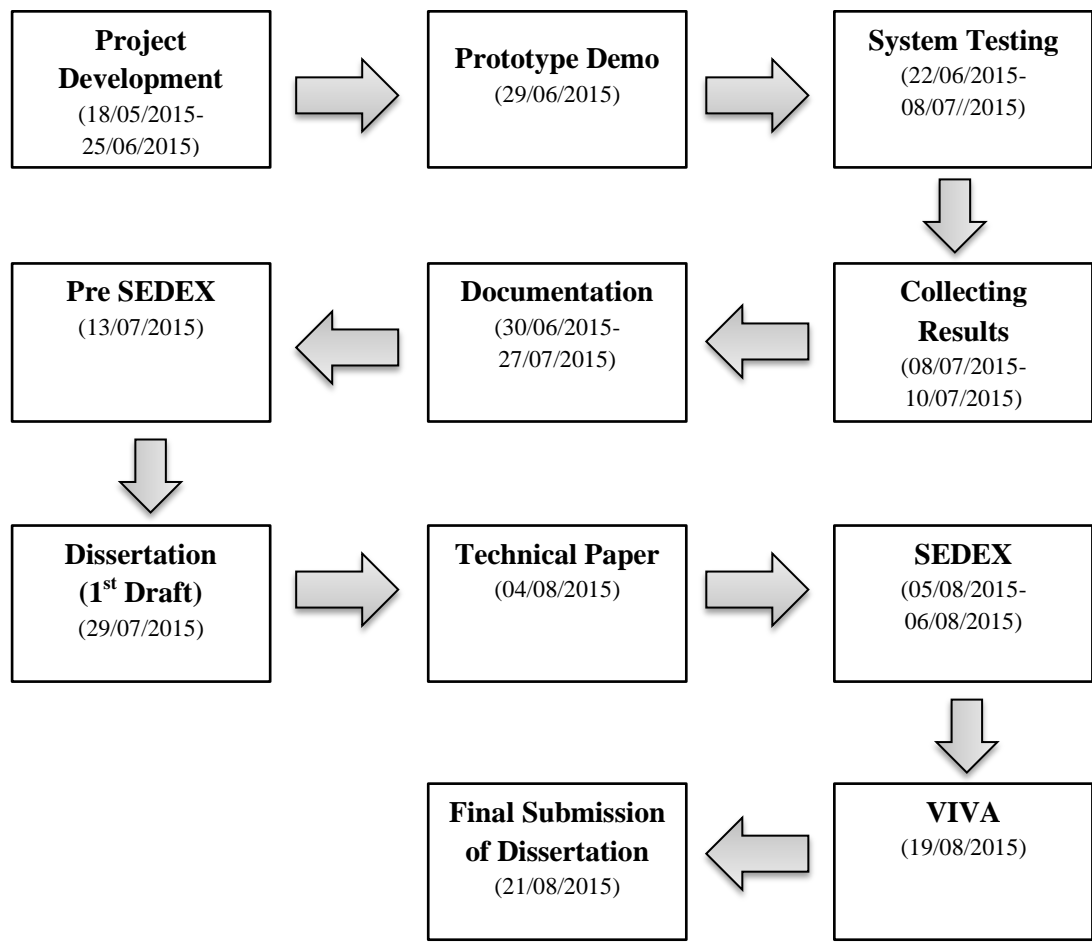 Project
Development
(18/05/2015-
25/06/2015)
Prototype Demo
(29/06/2015)
System Testing
(22/06/2015-
08/07//2015)
Collecting
Results
(08/07/2015-
10/07/2015)
Documentation
(30/06/2015-
27/07/2015)
Pre SEDEX
(13/07/2015)
Dissertation
(1st Draft)
(29/07/2015)
Technical Paper
(04/08/2015)
SEDEX
(05/08/2015-
06/08/2015)
VIVA
(19/08/2015)
Final Submission
of Dissertation
(21/08/2015)